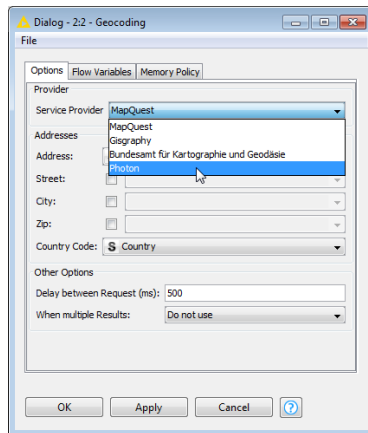 Dialog - 2:2 - Geocoding
File
Options Flow Variables Memory Policy
Provider
Service Provider MapQuest
MapQuest
Gisgraphy
Bundesamt für Kartographie und Geodäsie
Photon
Addresses
Address:
Street:
City:
Zip:
Country Code: S Country
Other Options
Delay between Request (ms): 500
When multiple Results: Do not use
OK Apply Cancel ?